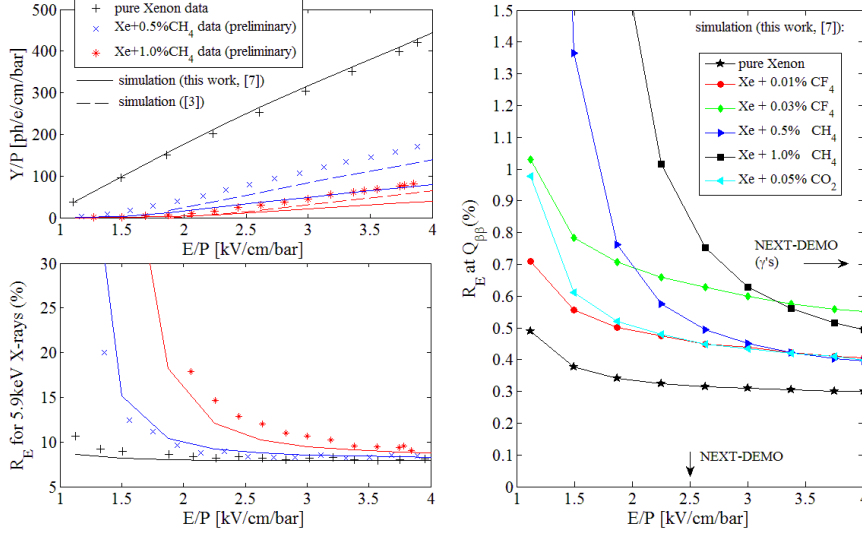 pure Xenon data
Xe+0.5%CH4 data (preliminary)
Xe+1.0%CH4 data (preliminary)
simulation (this work, [7])
simulation ([3])
Y/P [ph/e/cm/bar]
500
400
300
200
100
0
1 1.5 2 2.5 3 3.5 4
E/P [kV/cm/bar]
RE for 5.9keV X-rays (%)
30
25
20
15
10
5
1 1.5 2 2.5 3 3.5 4
E/P [kV/cm/bar]
simulation (this work, [7]):
pure Xenon
Xe + 0.01% CF4
Xe + 0.03% CF4
Xe + 0.5% CH4
Xe + 1.0% CH4
Xe + 0.05% CO2
NEXT-DEMO
(γ's)
NEXT-DEMO
RE at Qββ(%)
1.5
1.4
1.3
1.2
1.1
1
0.9
0.8
0.7
0.6
0.5
0.4
0.3
0.2
0.1
0
1 1.5 2 2.5 3 3.5 4
E/P [kV/cm/bar]